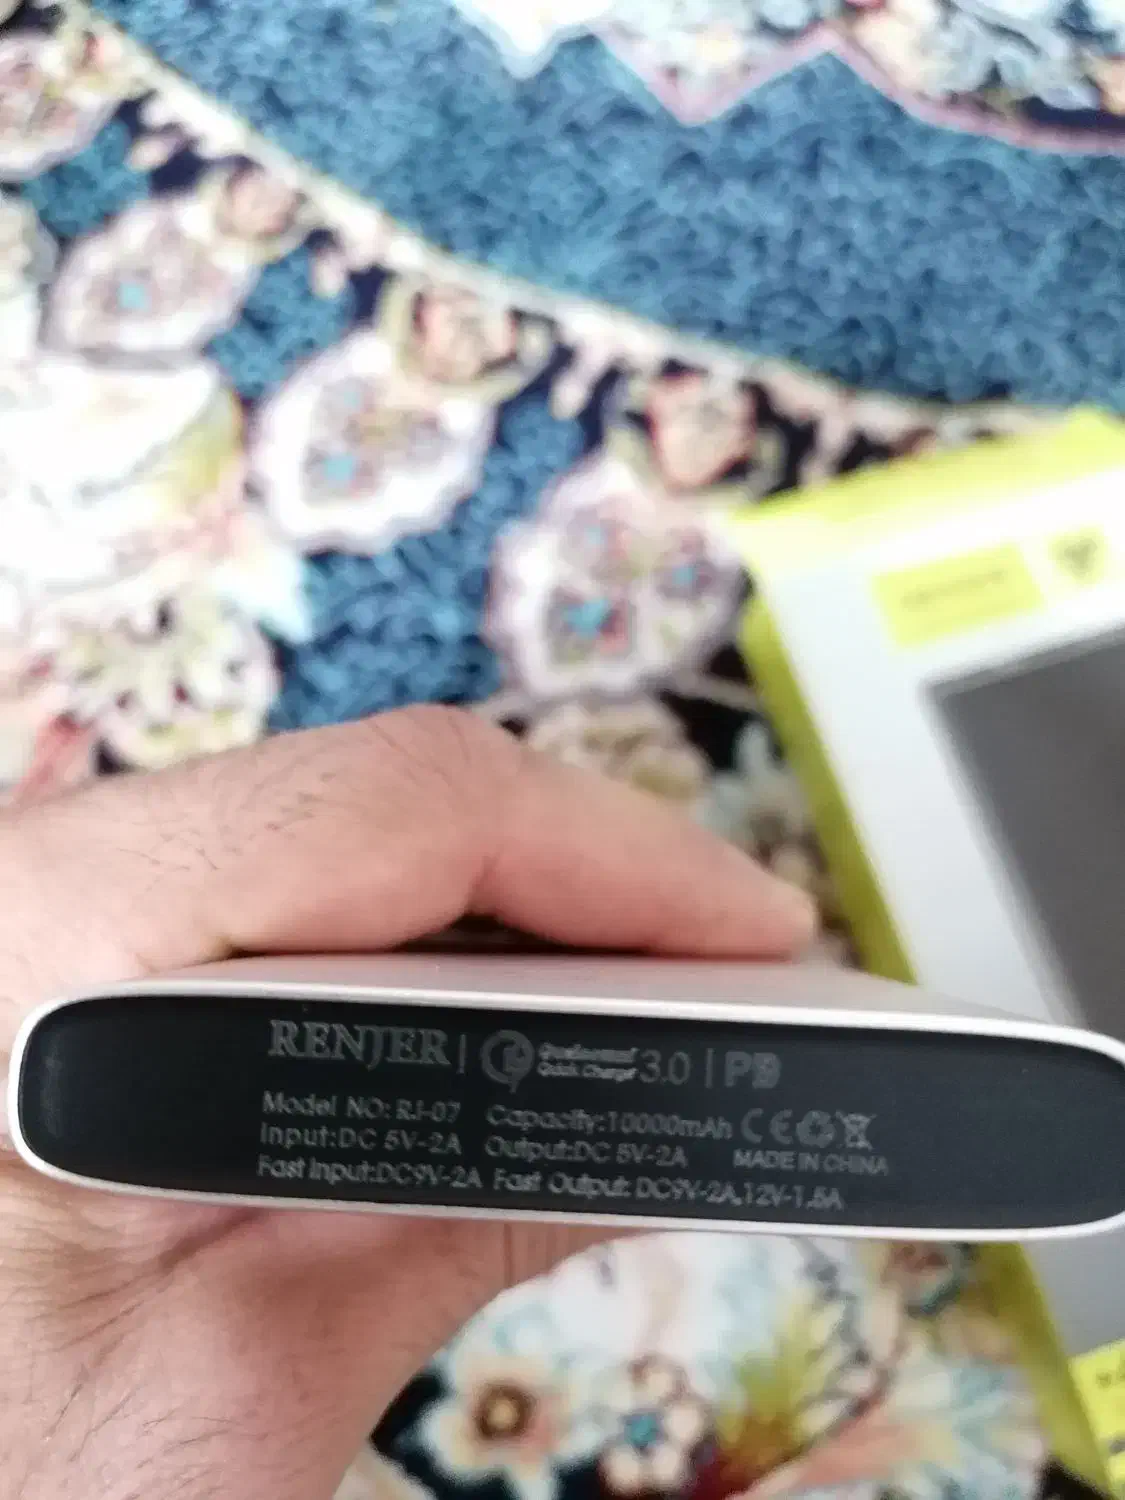 RENJER | Qualcomm Quick Charge 3.0 | PB
Model NO: RJ-07 Capacity:10000mAh
Input:DC 5V-2A Output:DC 5V-2A MADE IN CHINA
Fast Input:DC9V-2A Fast Output: DC9V-2A,12V-1.5A